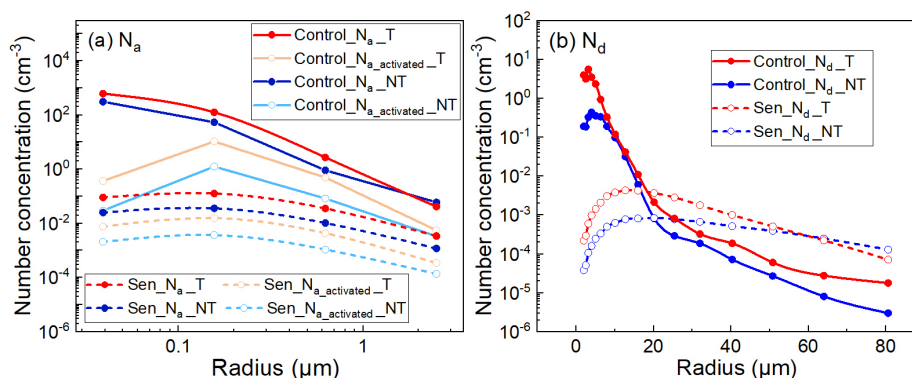 (a) Nₐ
Control_Nₐ_T
Control_Nₐ_activated_T
Control_Nₐ_NT
Control_Nₐ_activated_NT
Number concentration (cm⁻³)
10⁴
10²
10⁰
10⁻²
10⁻⁴
10⁻⁶
Sen_Nₐ_T
Sen_Nₐ_activated_T
Sen_Nₐ_NT
Sen_Nₐ_activated_NT
0.1
1
Radius (μm)
(b) N_d
Control_N_d_T
Control_N_d_NT
Sen_N_d_T
Sen_N_d_NT
Number concentration (cm⁻³)
10²
10¹
10⁰
10⁻¹
10⁻²
10⁻³
10⁻⁴
10⁻⁵
10⁻⁶
0 20 40 60 80
Radius (μm)